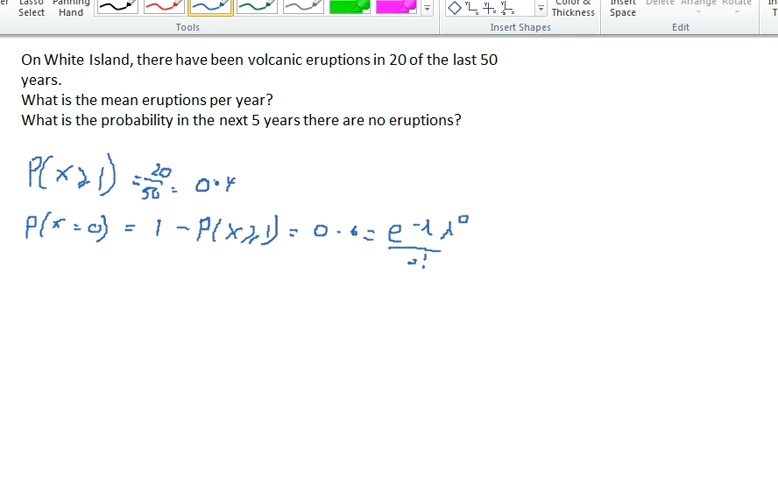 Lasso Panning Color & Insert Delete Arrange Rotate
Select Hand Thickness Space
Tools Insert Shapes Edit
On White Island, there have been volcanic eruptions in 20 of the last 50
years.
What is the mean eruptions per year?
What is the probability in the next 5 years there are no eruptions?
P(x≥1) = 20/50 = 0.4
P(x=0) = 1 - P(x≥1) = 0.6 = e^-λ λ^0 / 0!